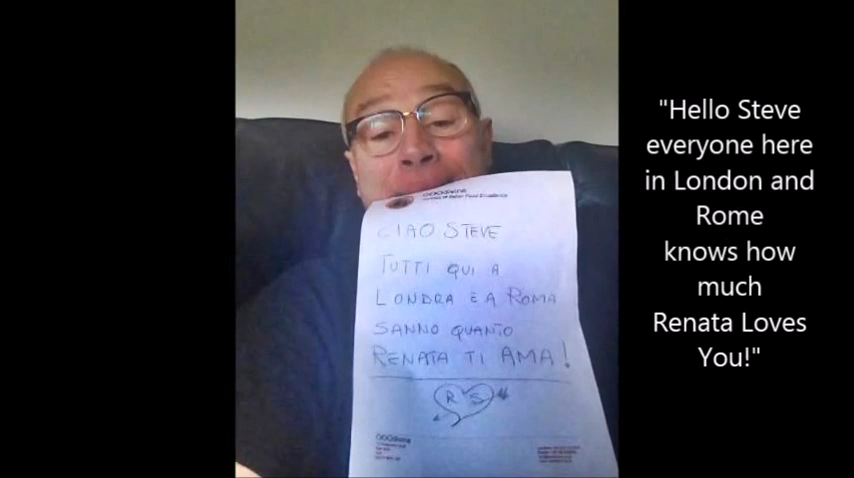 CIAO STEVE
TUTTI QUI A
LONDRA E A ROMA
SANNO QUANTO
RENATA TI AMA!
R S
"Hello Steve
everyone here
in London and
Rome
knows how
much
Renata Loves
You!"